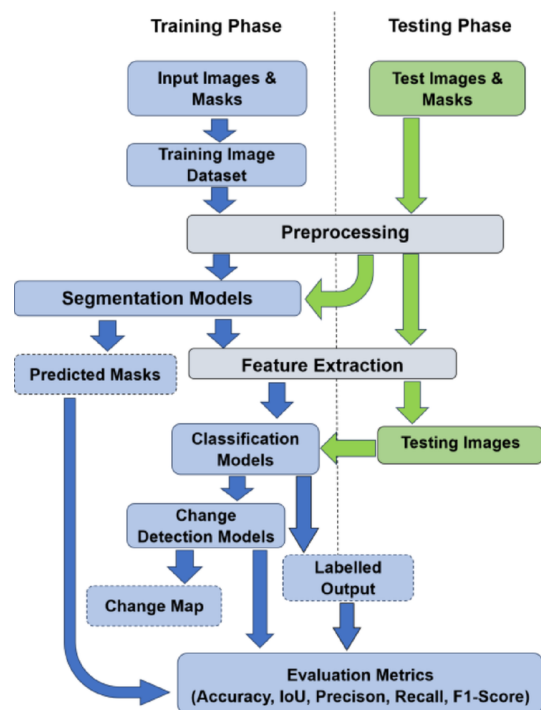 Training Phase
Testing Phase
Input Images &
Masks
Test Images &
Masks
Training Image
Dataset
Preprocessing
Segmentation Models
Predicted Masks
Feature Extraction
Classification
Models
Testing Images
Change
Detection Models
Labelled
Output
Change Map
Evaluation Metrics
(Accuracy, IoU, Precison, Recall, F1-Score)